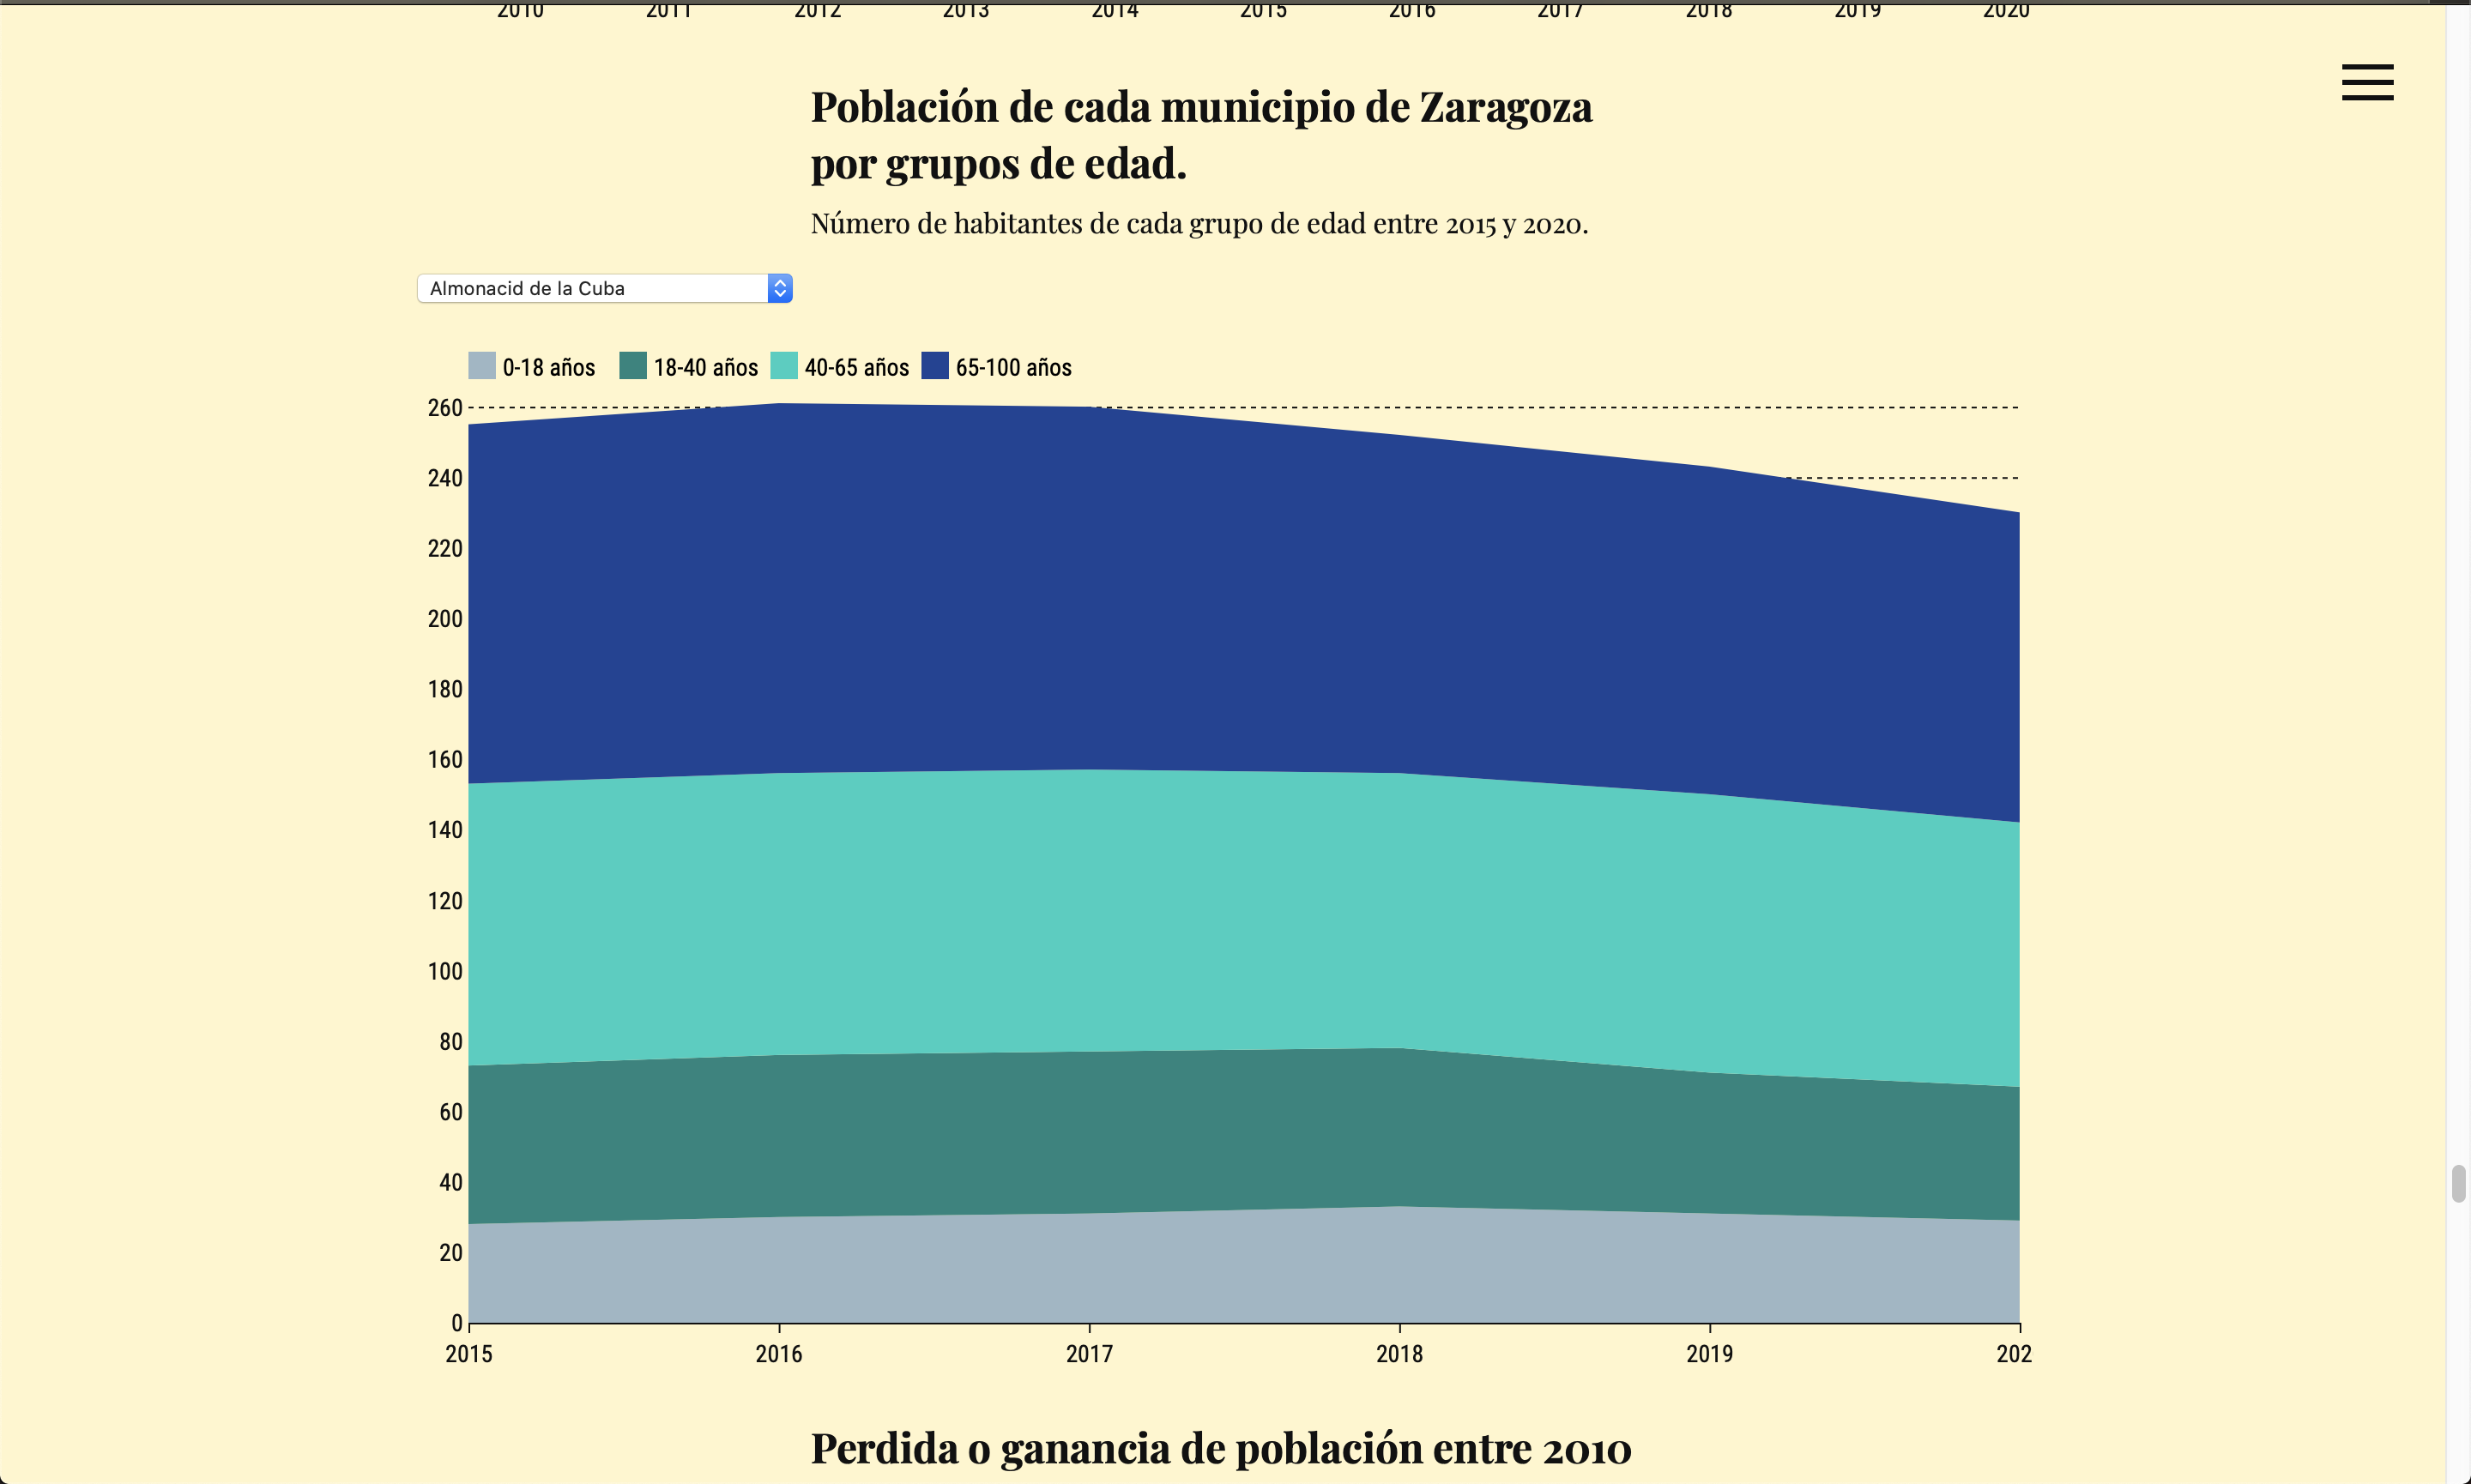 2010 2011 2012 2013 2014 2015 2016 2017 2018 2019 2020
Población de cada municipio de Zaragoza
por grupos de edad.
Número de habitantes de cada grupo de edad entre 2015 y 2020.
Almonacid de la Cuba
0-18 años 18-40 años 40-65 años 65-100 años
260
240
220
200
180
160
140
120
100
80
60
40
20
0
2015 2016 2017 2018 2019 202
Perdida o ganancia de población entre 2010